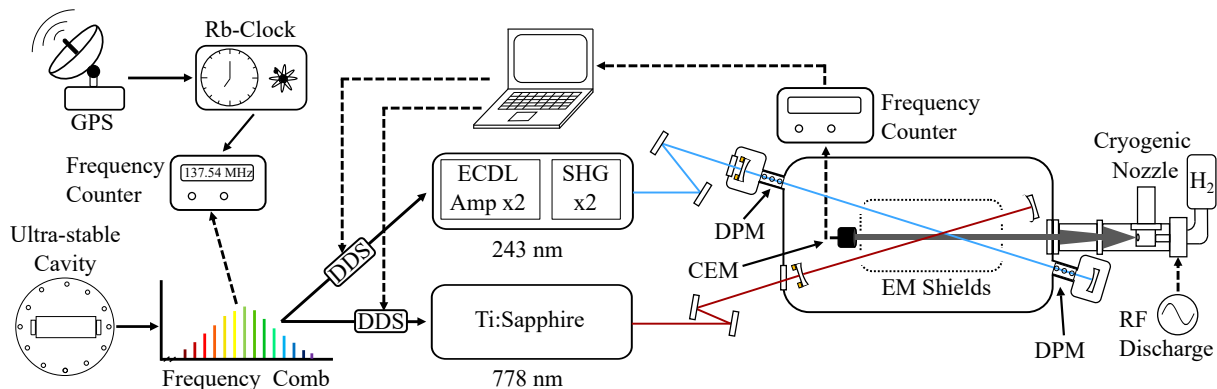 Rb-Clock
GPS
Frequency
Counter
137.54 MHz
Ultra-stable
Cavity
Frequency Comb
DDS
DDS
ECDL
Amp x2
SHG
x2
243 nm
Ti:Sapphire
778 nm
Frequency
Counter
DPM
CEM
EM Shields
DPM
Cryogenic
Nozzle
H2
RF
Discharge